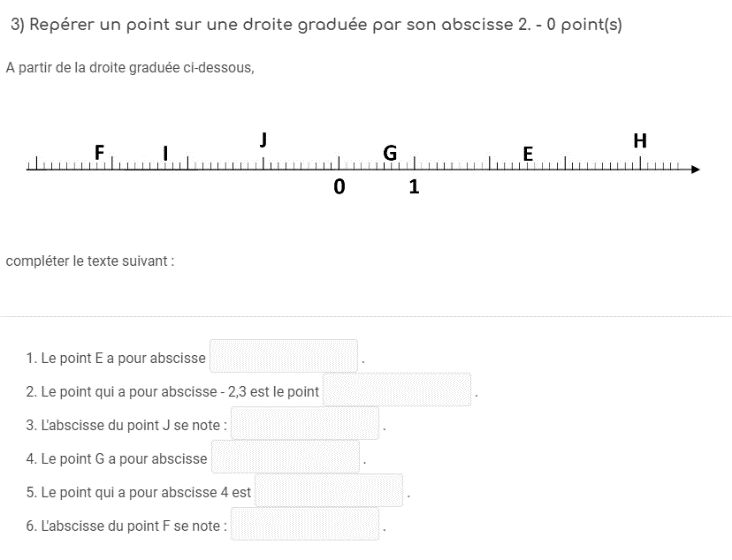 3) Repérer un point sur une droite graduée par son abscisse 2. - 0 point(s)
A partir de la droite graduée ci-dessous,
F I J G E H
0 1
compléter le texte suivant :
1. Le point E a pour abscisse .
2. Le point qui a pour abscisse - 2,3 est le point .
3. L'abscisse du point J se note : .
4. Le point G a pour abscisse .
5. Le point qui a pour abscisse 4 est .
6. L'abscisse du point F se note : .